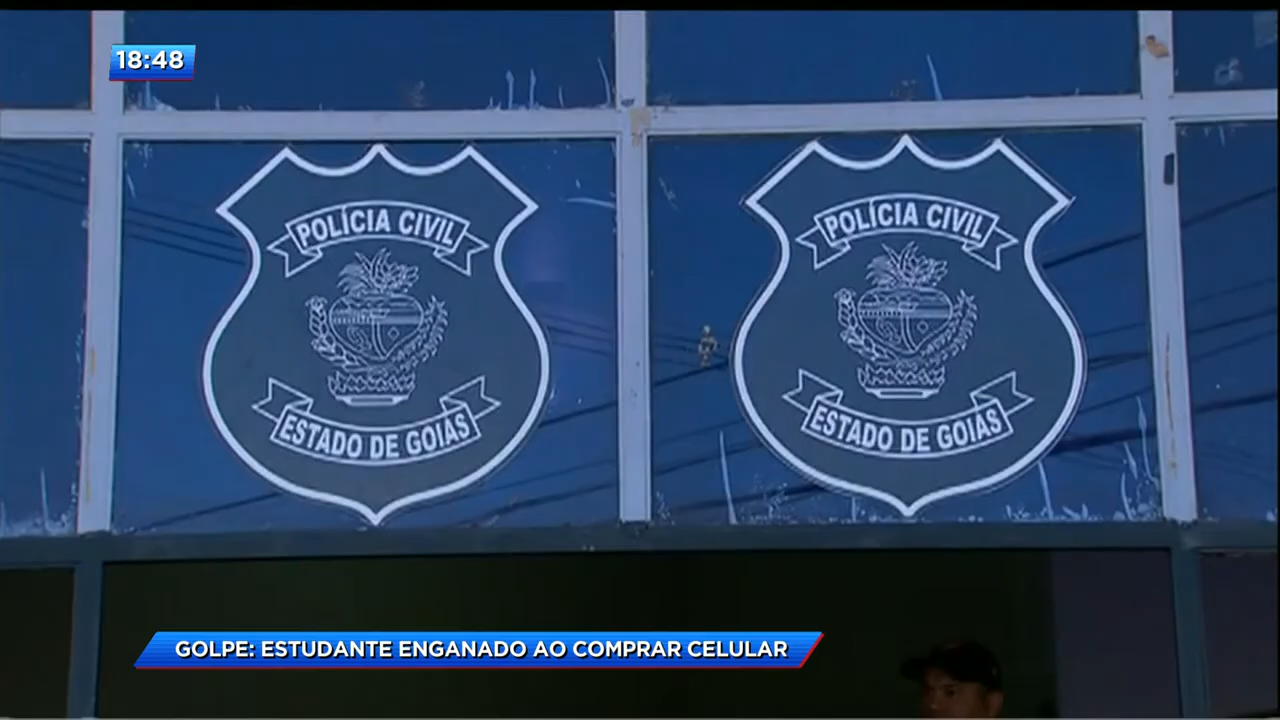 18:48
POLÍCIA CIVIL
ESTADO DE GOIÁS
POLÍCIA CIVIL
ESTADO DE GOIÁS
GOLPE: ESTUDANTE ENGANADO AO COMPRAR CELULAR